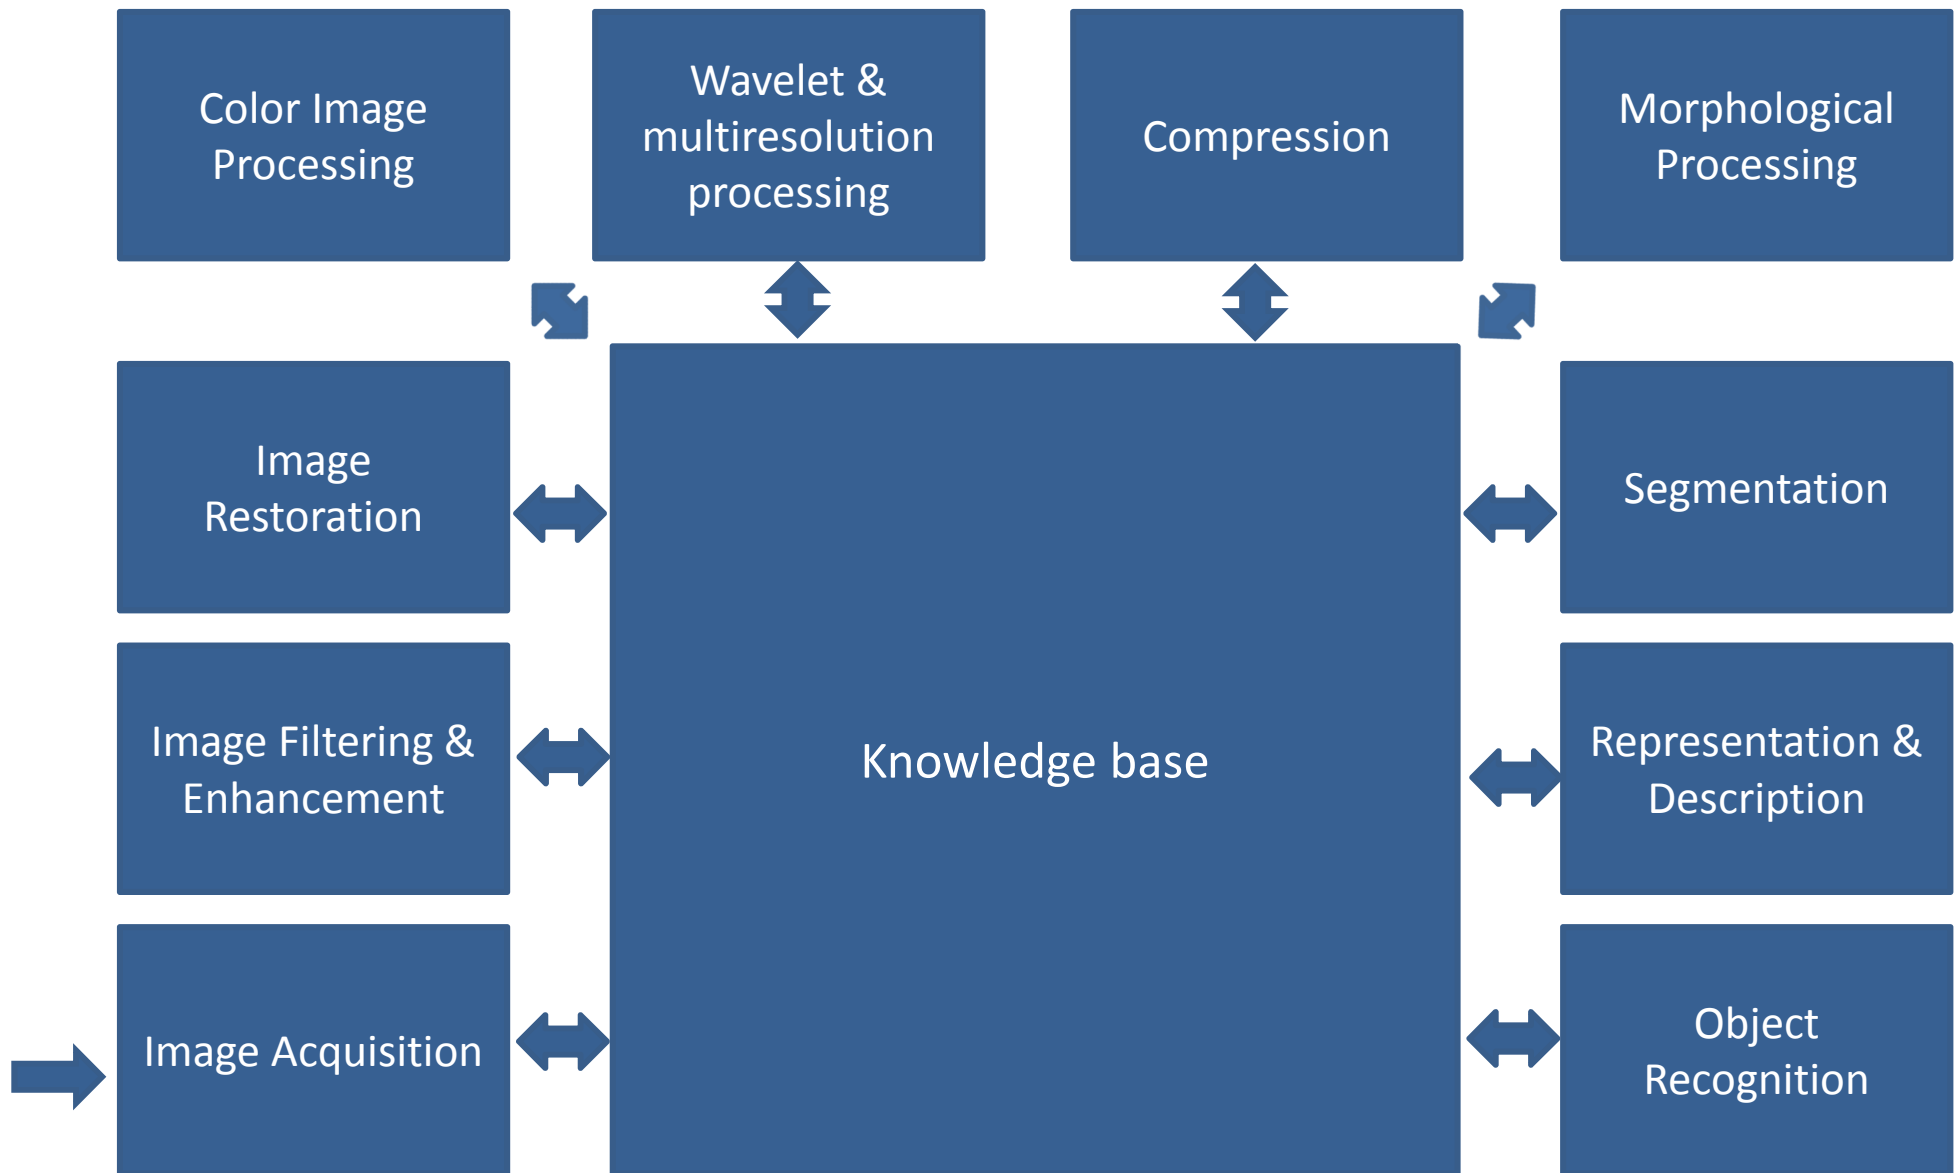 Color Image
Processing
Wavelet &
multiresolution
processing
Compression
Morphological
Processing
Image
Restoration
Segmentation
Image Filtering &
Enhancement
Knowledge base
Representation &
Description
Image Acquisition
Object
Recognition